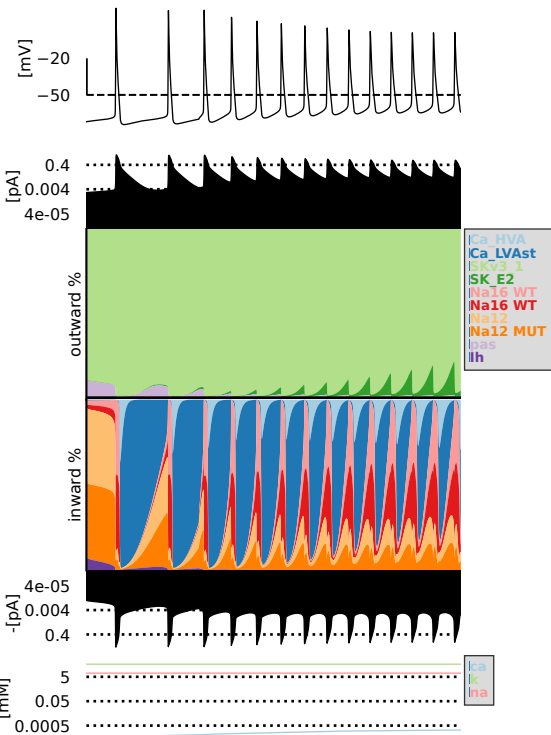 [mV]
−20
−50
[pA]
0.4
0.004
4e-05
outward %
Ca_HVA
Ca_LVAst
SKv3_1
SK_E2
Na16 WT
Na16 WT
Na12
Na12 MUT
pas
Ih
inward %
-[pA]
4e-05
0.004
0.4
[mM]
5
0.05
0.0005
ca
k
na